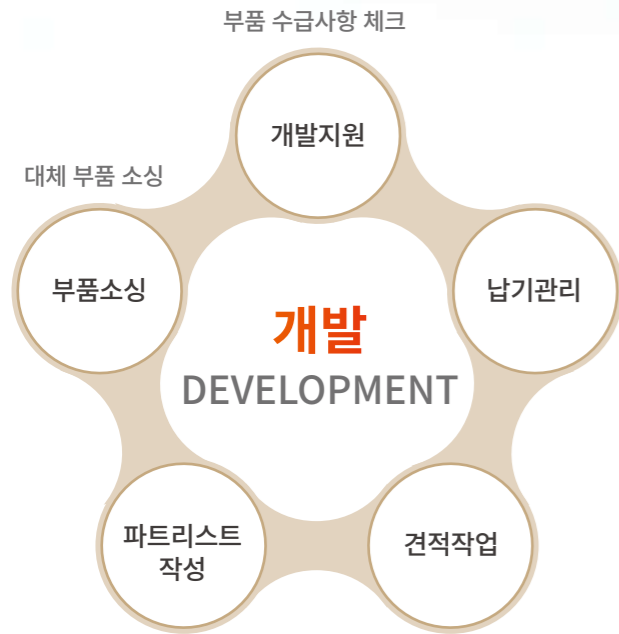 부품 수급사항 체크
개발지원
대체 부품 소싱
부품소싱
납기관리
개발
DEVELOPMENT
파트리스트
작성
견적작업